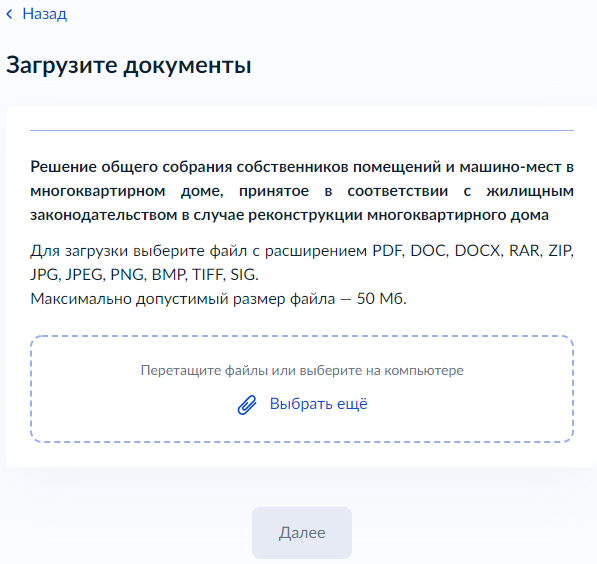 Назад
Загрузите документы
Решение общего собрания собственников помещений и машино-мест в
многоквартирном доме, принятое в соответствии с жилищным
законодательством в случае реконструкции многоквартирного дома
Для загрузки выберите файл с расширением PDF, DOC, DOCX, RAR, ZIP,
JPG, JPEG, PNG, BMP, TIFF, SIG.
Максимально допустимый размер файла — 50 Мб.
Перетащите файлы или выберите на компьютере
Выбрать ещё
Далее